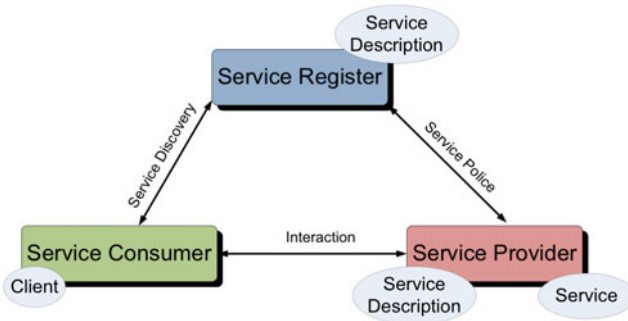 Service
Description
Service Register
Service Discovery
Service Police
Service Consumer
Interaction
Service Provider
Client
Service
Description
Service